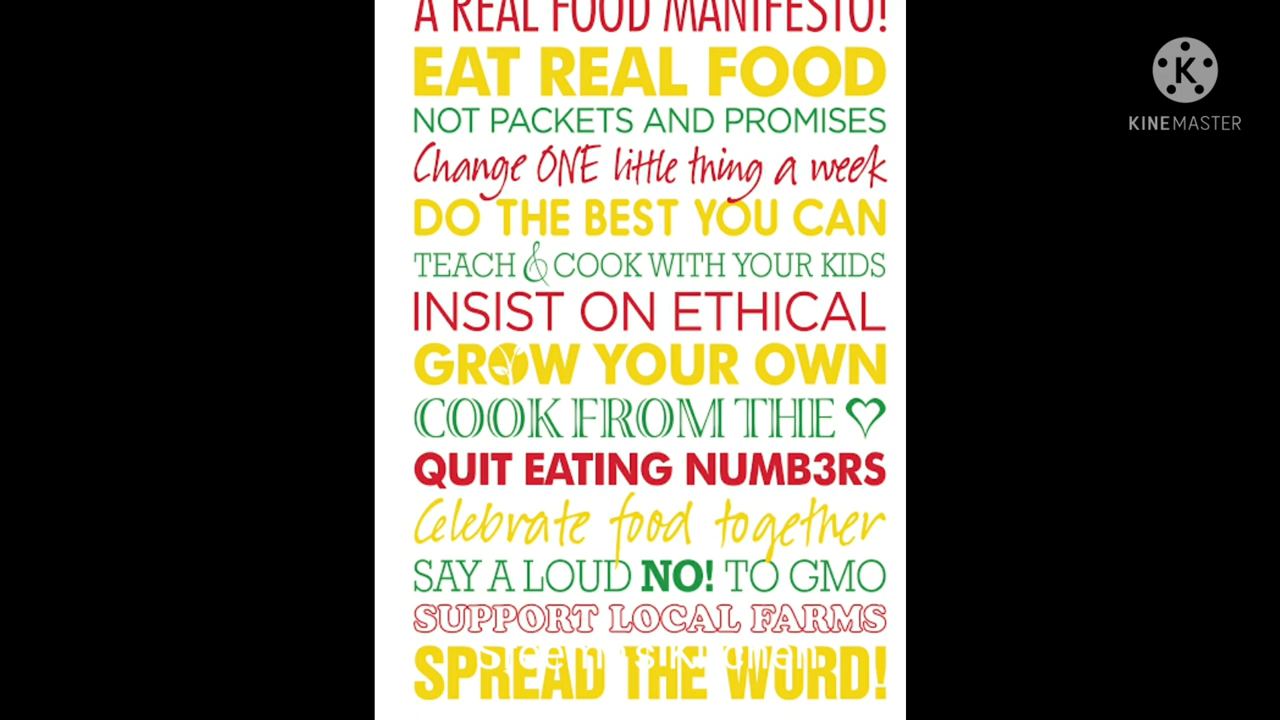 A REAL FOOD MANIFESTO!
EAT REAL FOOD
NOT PACKETS AND PROMISES
Change ONE little thing a week
DO THE BEST YOU CAN
TEACH & COOK WITH YOUR KIDS
INSIST ON ETHICAL
GROW YOUR OWN
COOK FROM THE ♡
QUIT EATING NUMB3RS
Celebrate food together
SAY A LOUD NO! TO GMO
SUPPORT LOCAL FARMS
SPREAD THE WORD!
Kitchen
K
KINEMASTER